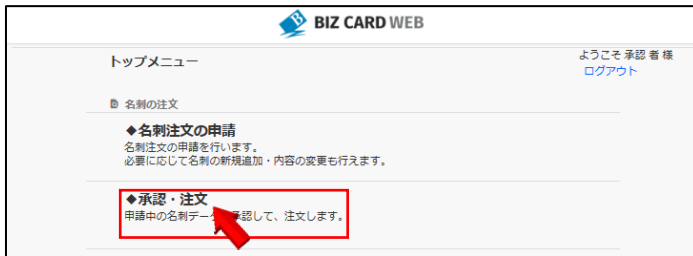 BIZ CARD WEB
ようこそ 承認 者 様
トップメニュー
ログアウト
名刺の注文
◆名刺注文の申請
名刺注文の申請を行います。
必要に応じて名刺の新規追加・内容の変更も行えます。
◆承認・注文
申請中の名刺データ 承認して、注文します。